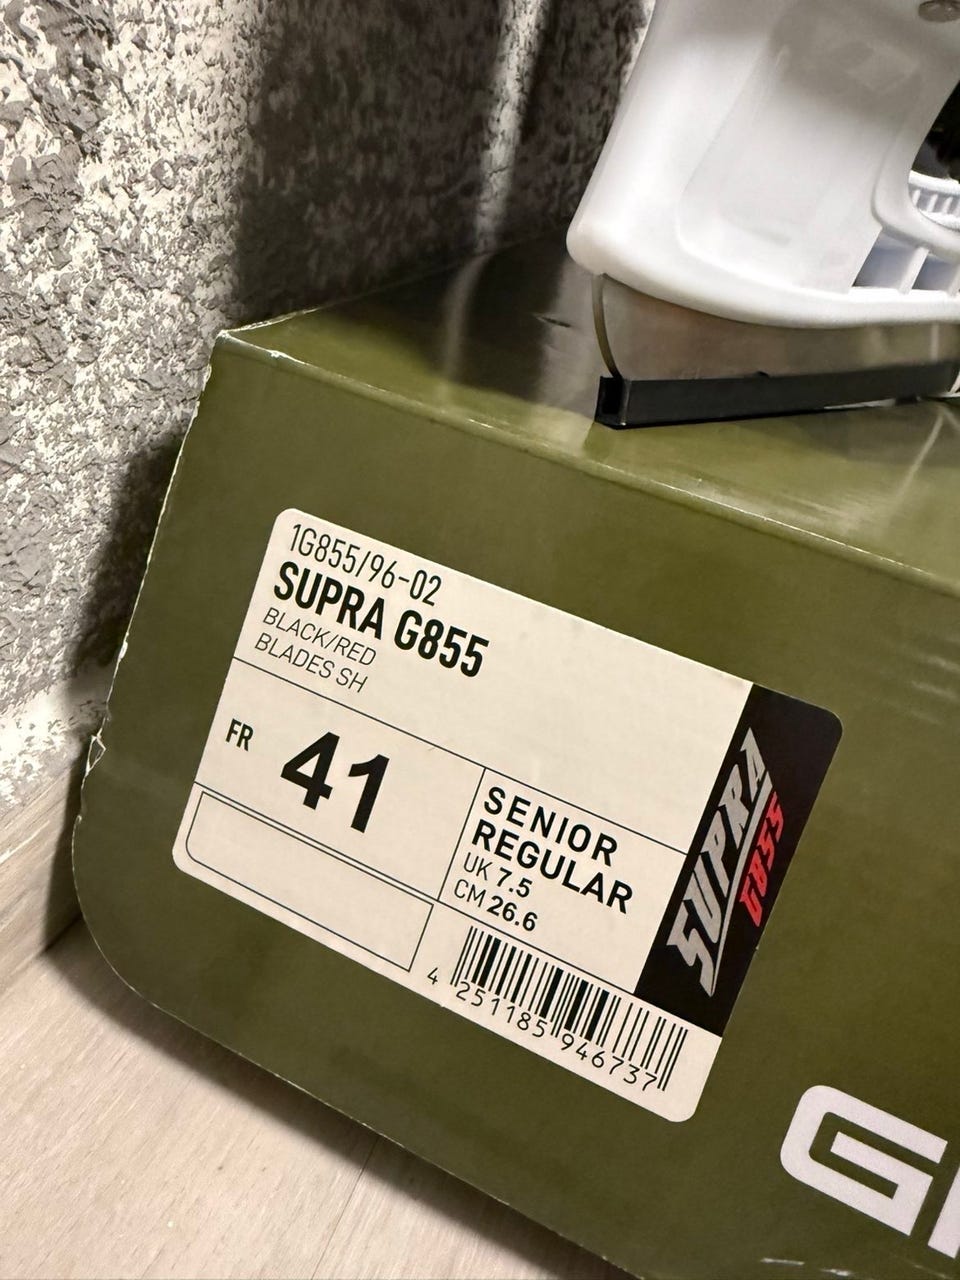 1G855/96-02
SUPRA G855
BLACK/RED
BLADES SH
FR 41
SENIOR
REGULAR
UK 7.5
CM 26.6
4 251185 946737
SUPRA
G855